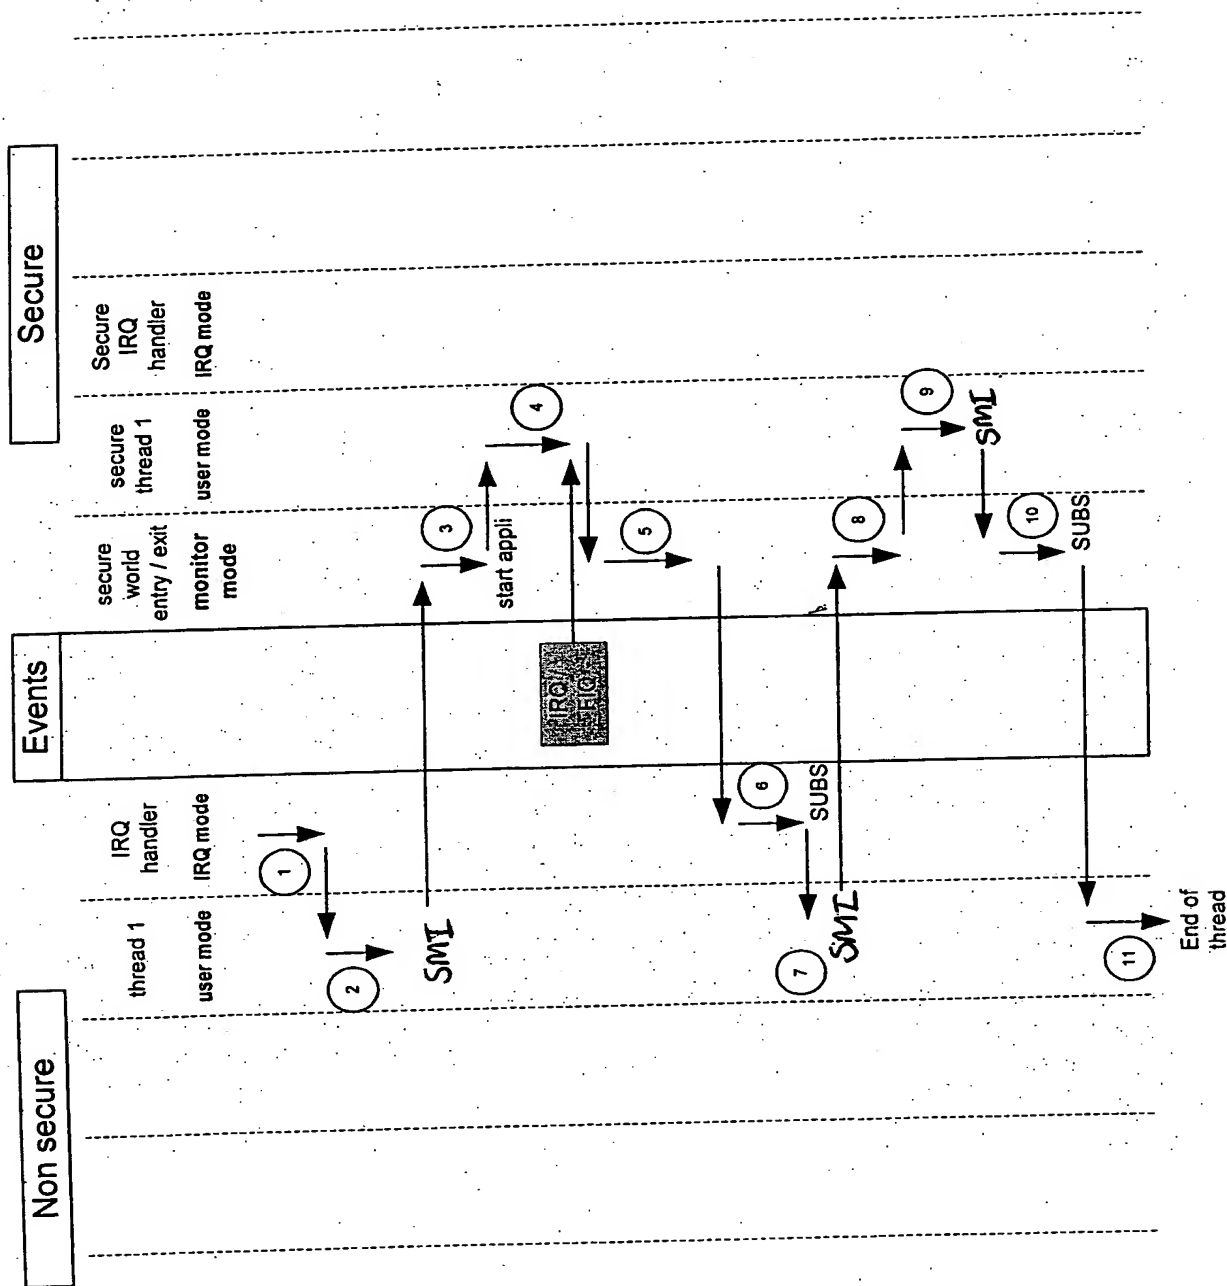 Non secure
Events
Secure
thread 1
user mode
IRQ
handler
IRQ mode
secure
world
entry / exit
monitor
mode
secure
thread 1
user mode
Secure
IRQ
handler
IRQ mode
1
2
SMI
3
start appli
4
IRQ/
FIQ
5
6
SUBS
7
SMI
8
9
SMI
10
SUBS
11
End of
thread